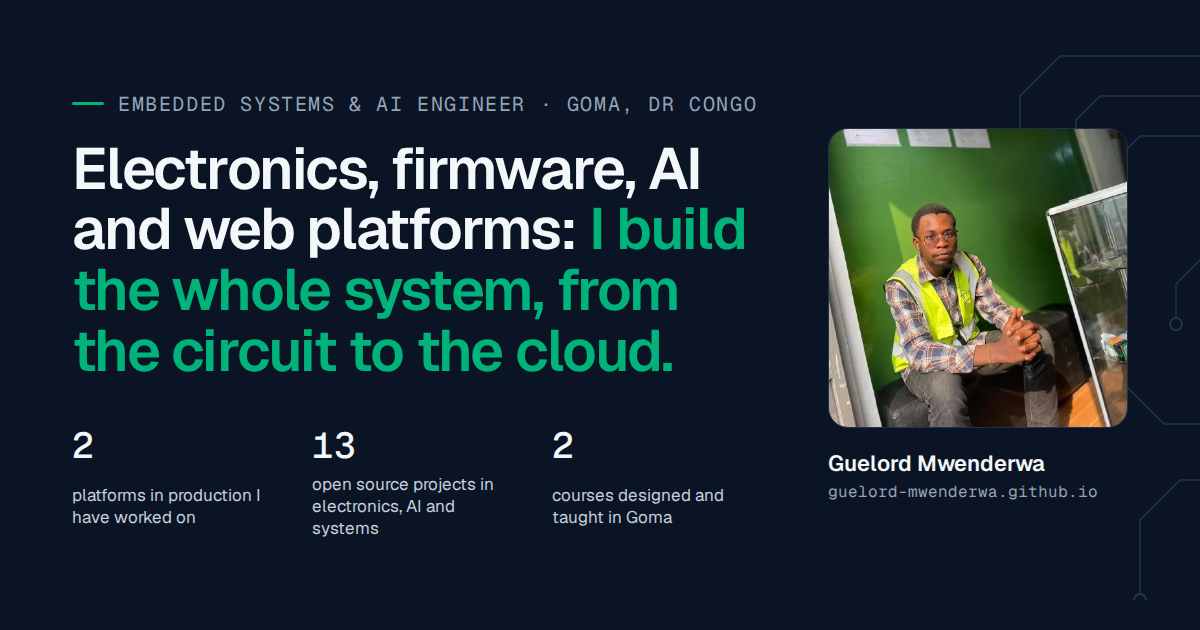 EMBEDDED SYSTEMS & AI ENGINEER · GOMA, DR CONGO
Electronics, firmware, AI
and web platforms: I build
the whole system, from
the circuit to the cloud.
2
platforms in production I
have worked on
13
open source projects in
electronics, AI and
systems
2
courses designed and
taught in Goma
Guelord Mwenderwa
guelord-mwenderwa.github.io